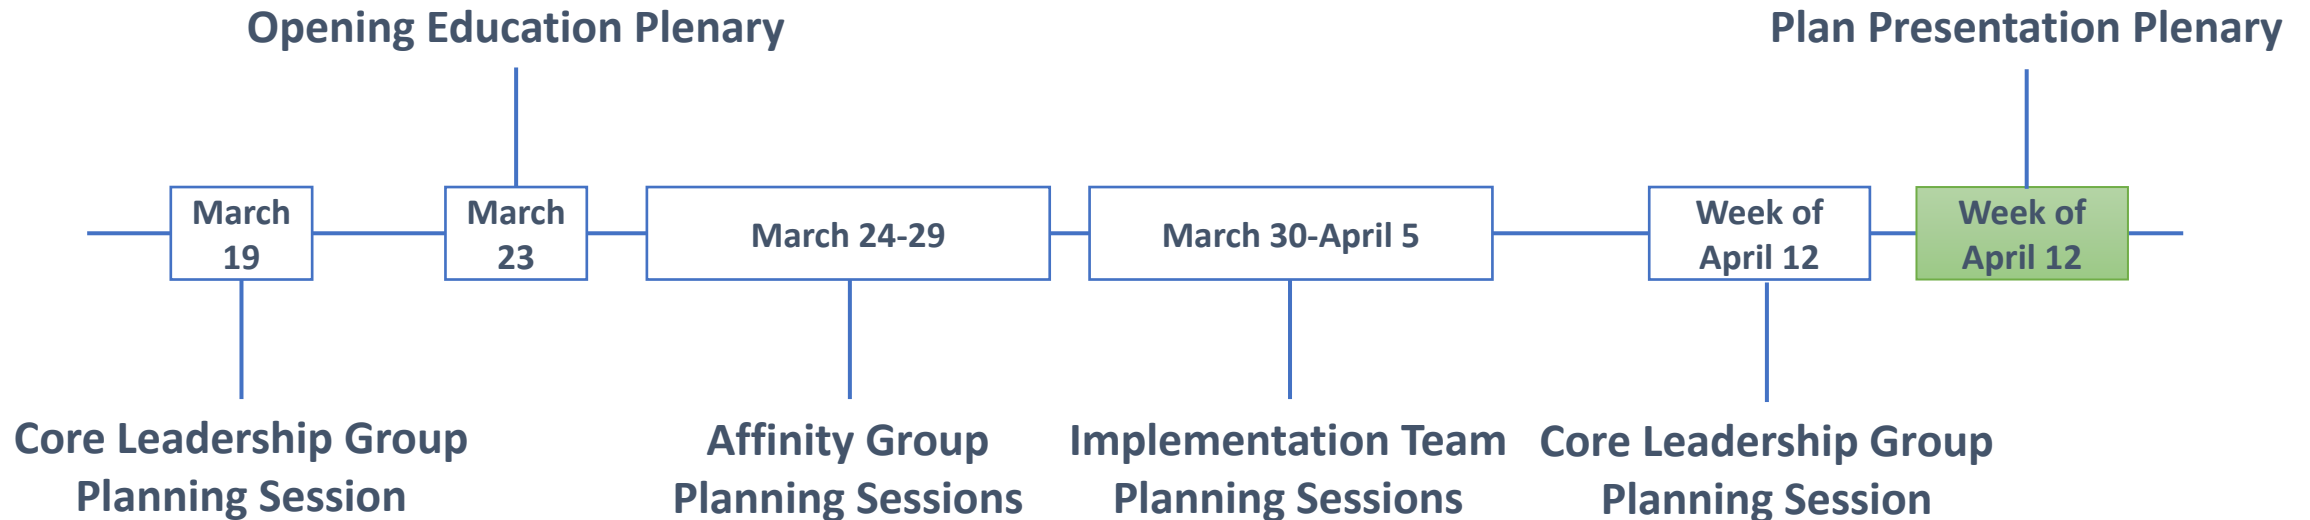 Opening Education Plenary
Plan Presentation Plenary
March
19
March
23
March 24-29
March 30-April 5
Week of
April 12
Week of
April 12
Core Leadership Group
Planning Session
Affinity Group
Planning Sessions
Implementation Team
Planning Sessions
Core Leadership Group
Planning Session